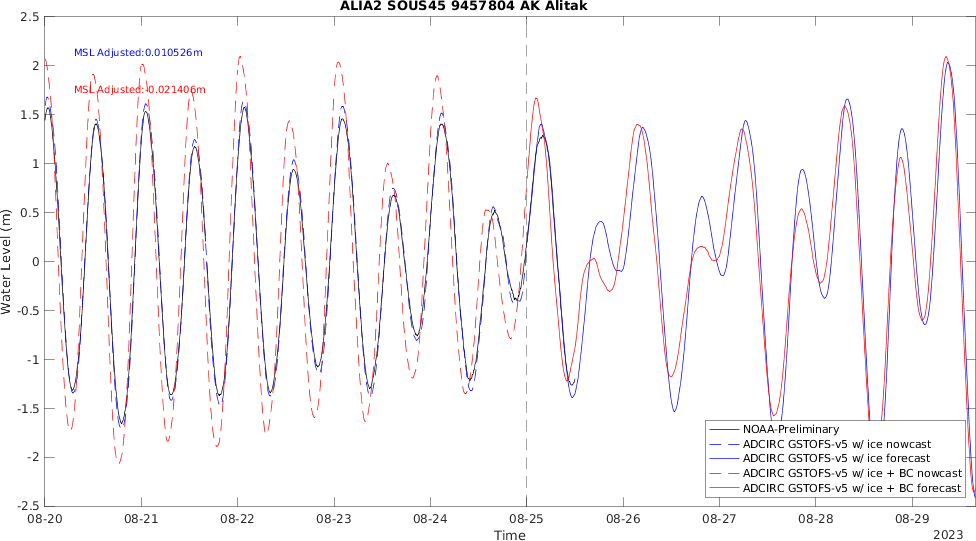 ALIA2 SOUS45 9457804 AK Alitak
MSL Adjusted:0.010526m
MSL Adjusted:-0.021406m
Water Level (m)
2.5
2
1.5
1
0.5
0
-0.5
-1
-1.5
-2
-2.5
NOAA-Preliminary
ADCIRC GSTOFS-v5 w/ ice nowcast
ADCIRC GSTOFS-v5 w/ ice forecast
ADCIRC GSTOFS-v5 w/ ice + BC nowcast
ADCIRC GSTOFS-v5 w/ ice + BC forecast
08-20 08-21 08-22 08-23 08-24 08-25 08-26 08-27 08-28 08-29
Time
2023